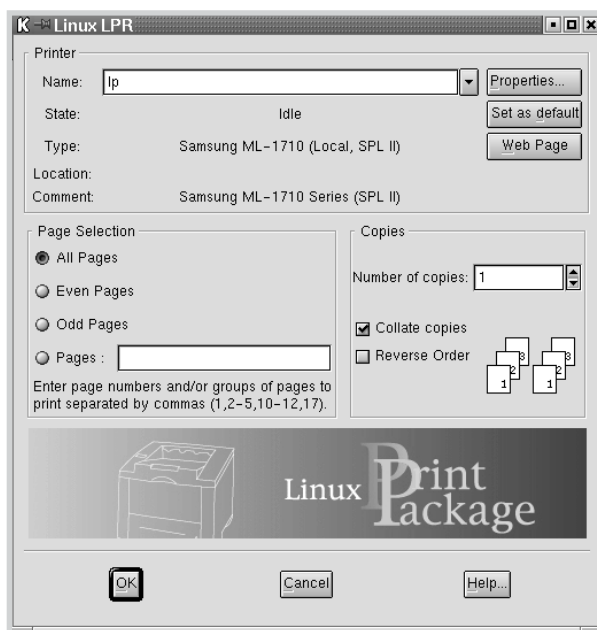 Linux LPR
Printer
Name: lp Properties...
State: Idle Set as default
Type: Samsung ML-1710 (Local, SPL II) Web Page
Location:
Comment: Samsung ML-1710 Series (SPL II)
Page Selection
All Pages
Even Pages
Odd Pages
Pages :
Enter page numbers and/or groups of pages to
print separated by commas (1,2-5,10-12,17).
Copies
Number of copies: 1
Collate copies
Reverse Order
3 3
2 2
1 1
Linux Print
Package
OK Cancel Help...